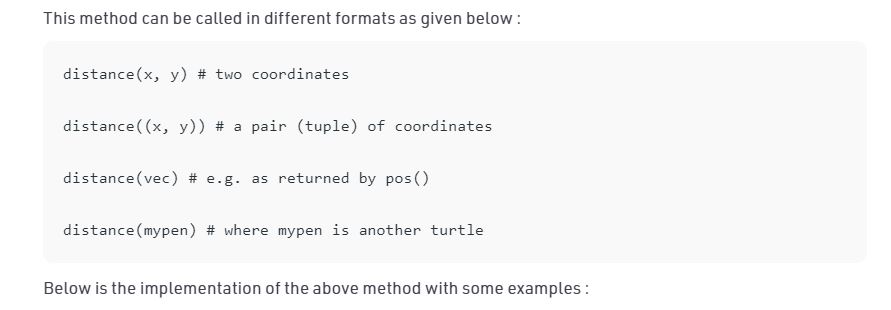 This method can be called in different formats as given below :
distance(x, y) # two coordinates
distance((x, y)) # a pair (tuple) of coordinates
distance(vec) # e.g. as returned by pos()
distance(mypen) # where mypen is another turtle
Below is the implementation of the above method with some examples :